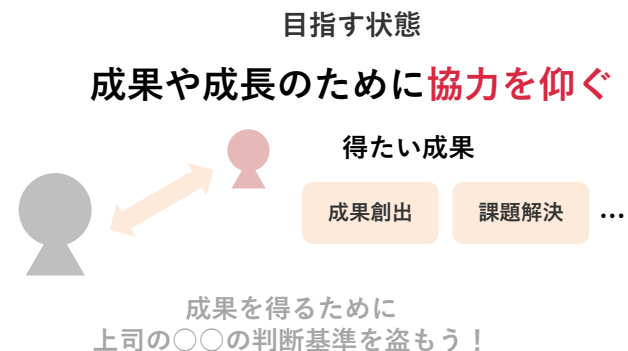 目指す状態
成果や成長のために協力を仰ぐ
得たい成果
成果創出
課題解決
…
成果を得るために
上司の○○の判断基準を盗もう！